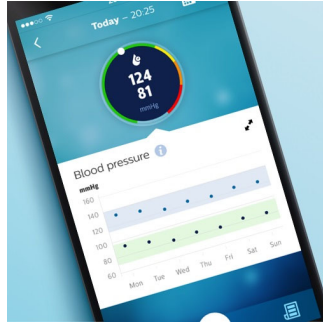 Today – 20:25
124
81
mmHg
Blood pressure
mmHg
160
140
120
100
80
60
Mon Tue Wed Thu Fri Sat Sun